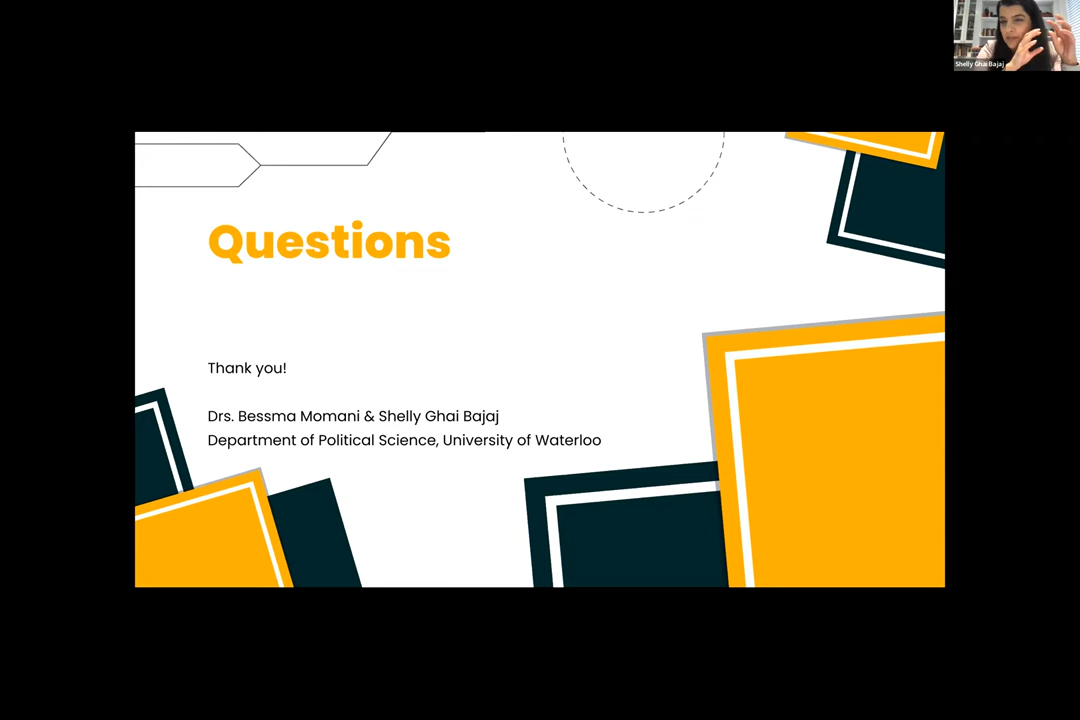 Shelly Ghai Bajaj
Questions
Thank you!
Drs. Bessma Momani & Shelly Ghai Bajaj
Department of Political Science, University of Waterloo